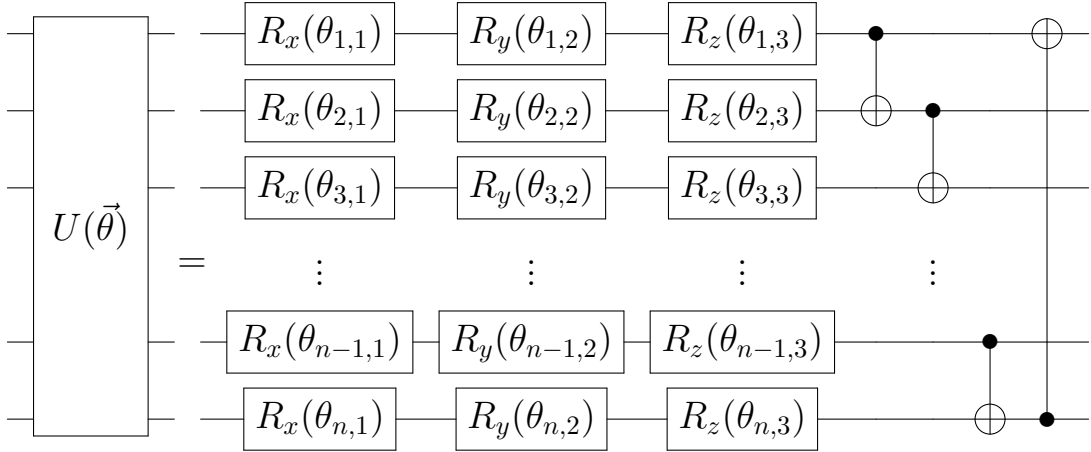 R_x(θ_{1,1}) R_y(θ_{1,2}) R_z(θ_{1,3})
R_x(θ_{2,1}) R_y(θ_{2,2}) R_z(θ_{2,3})
R_x(θ_{3,1}) R_y(θ_{3,2}) R_z(θ_{3,3})
U(\vec{θ}) = ⋮ ⋮ ⋮ ⋮
R_x(θ_{n−1,1}) R_y(θ_{n−1,2}) R_z(θ_{n−1,3})
R_x(θ_{n,1}) R_y(θ_{n,2}) R_z(θ_{n,3})